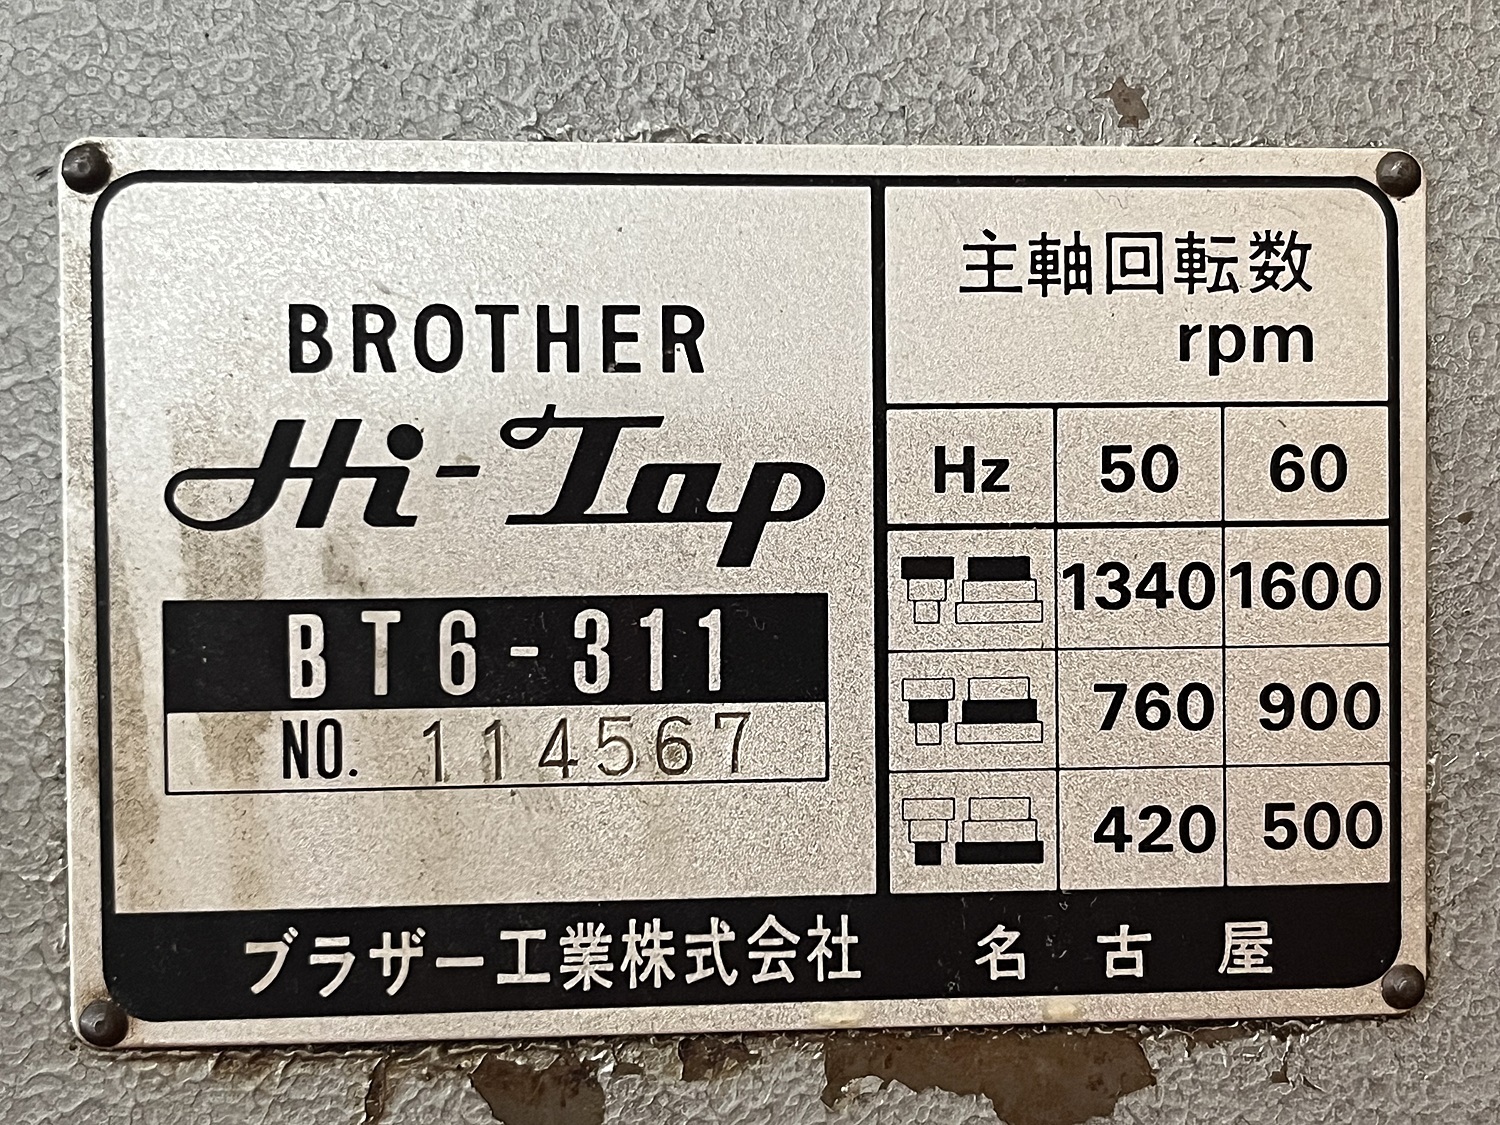 BROTHER
Hi-Tap
BT6-311
NO. 114567
主軸回転数
rpm
Hz 50 60
1340 1600
760 900
420 500
ブラザー工業株式会社 名古屋